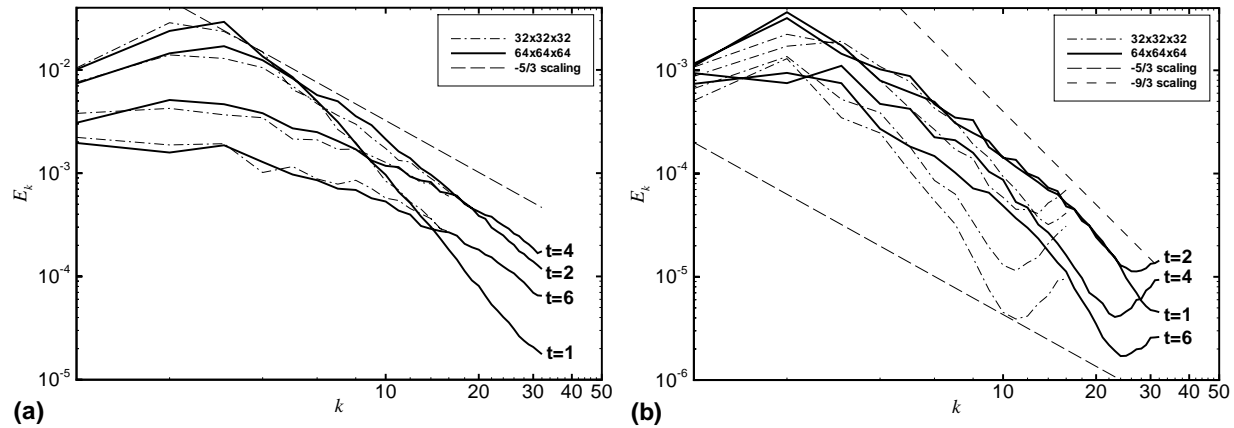 32x32x32
64x64x64
-5/3 scaling
10⁻²
10⁻³
10⁻⁴
10⁻⁵
E_k
t=4
t=2
t=6
t=1
10 20 30 40 50
k
(a)
32x32x32
64x64x64
-5/3 scaling
-9/3 scaling
10⁻³
10⁻⁴
10⁻⁵
10⁻⁶
E_k
t=2
t=4
t=1
t=6
10 20 30 40 50
k
(b)